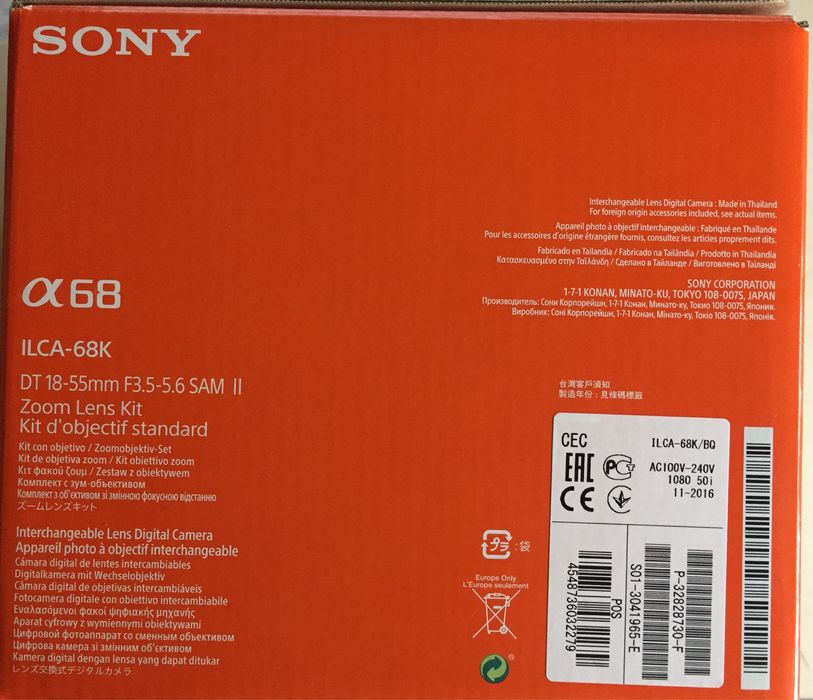 SONY
Interchangeable Lens Digital Camera : Made in Thailand
For foreign origin accessories included, see actual items.
Appareil photo à objectif interchangeable : Fabriqué en Thaïlande
Pour les accessoires d'origine étrangère fournis, consultez les articles proprement dits.
Fabricado en Tailandia / Fabricado na Tailândia / Prodotto in Thailandia
Κατασκευασμένο στην Ταϊλάνδη / Сделано в Таиланде / Виготовлено в Таїланді
SONY CORPORATION
1-7-1 KONAN, MINATO-KU, TOKYO 108-0075, JAPAN
Производитель: Сони Корпорейшн, 1-7-1 Конан, Минато-ку, Токио 108-0075, Япония.
Виробник: Соні Корпорейшн, 1-7-1 Конан, Мінато-ку, Токіо 108-0075, Японія.
α68
ILCA-68K
DT 18-55mm F3.5-5.6 SAM II
Zoom Lens Kit
Kit d'objectif standard
Kit con objetivo / Zoomobjektiv-Set
Kit de objetiva zoom / Kit obiettivo zoom
Κιτ φακού ζουμ / Zestaw z obiektywem
Комплект с зум-объективом
Комплект з об'єктивом зі змінною фокусною відстанню
ズームレンズキット
Interchangeable Lens Digital Camera
Appareil photo à objectif interchangeable
Cámara digital de lentes intercambiables
Digitalkamera mit Wechselobjektiv
Câmara digital de objetivas intercambiáveis
Fotocamera digitale con obiettivo intercambiabile
Εναλασόμενοι φακοί ψηφιακής μηχανής
Aparat cyfrowy z wymiennymi obiektywami
Цифровой фотоаппарат со сменным объективом
Цифрова камера зі змінним об'єктивом
Kamera digital dengan lensa yang dapat ditukar
レンズ交換式デジタルカメラ
台灣客戶須知
製造年份 : 見條碼標籤
CEC
ILCA-68K/BQ
EAC
PC
AC100V-240V
1080 50i
CE
11-2016
4548736032279
POS
S01-3041965-E
P-32828730-F
プラ : 袋
Europe Only
L'Europe seulement